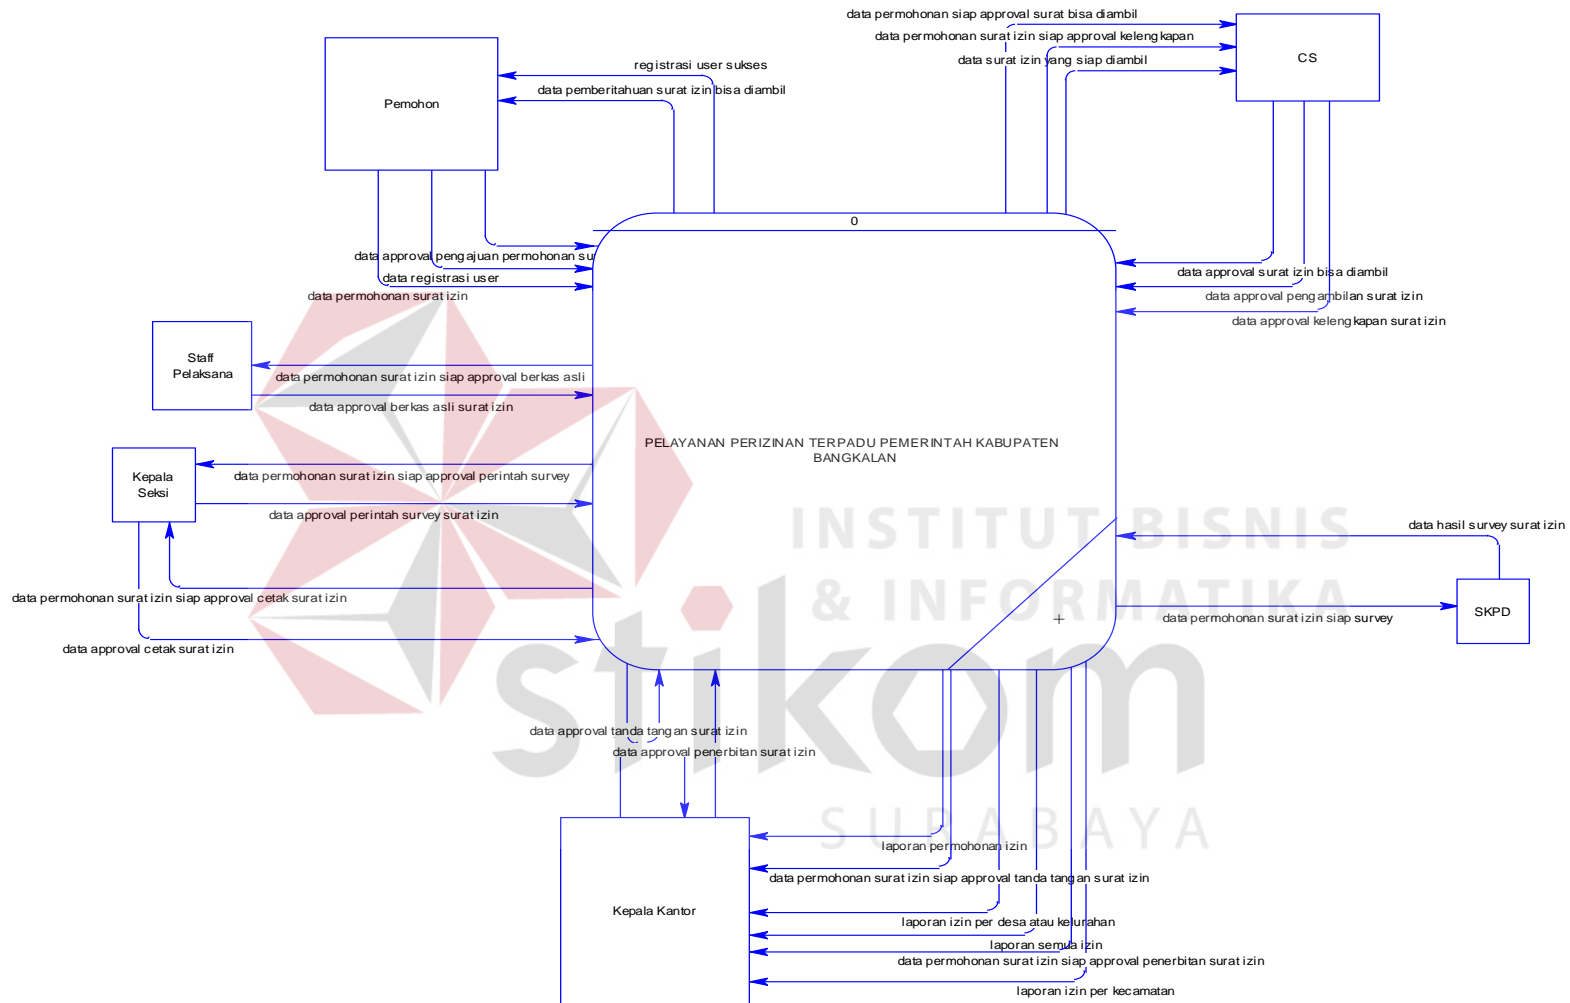 data permohonan siap approval surat bisa diambil
data permohonan surat izin siap approval kelengkapan
data surat izin yang siap diambil
CS
registrasi user sukses
data pemberitahuan surat izin bisa diambil
Pemohon
0
data approval pengajuan permohonan su
data registrasi user
data permohonan surat izin
data approval surat izin bisa diambil
data approval pengambilan surat izin
data approval kelengkapan surat izin
Staff
Pelaksana
data permohonan surat izin siap approval berkas asli
data approval berkas asli surat izin
PELAYANAN PERIZINAN TERPADU PEMERINTAH KABUPATEN
BANGKALAN
Kepala
Seksi
data permohonan surat izin siap approval perintah survey
data approval perintah survey surat izin
INSTITUT BISNIS
& INFORMATIKA
stikom
SURABAYA
data hasil survey surat izin
SKPD
data permohonan surat izin siap survey
data permohonan surat izin siap approval cetak surat izin
data approval cetak surat izin
data approval tanda tangan surat izin
data approval penerbitan surat izin
Kepala Kantor
laporan permohonan izin
data permohonan surat izin siap approval tanda tangan surat izin
laporan izin per desa atau kelurahan
laporan semua izin
data permohonan surat izin siap approval penerbitan surat izin
laporan izin per kecamatan